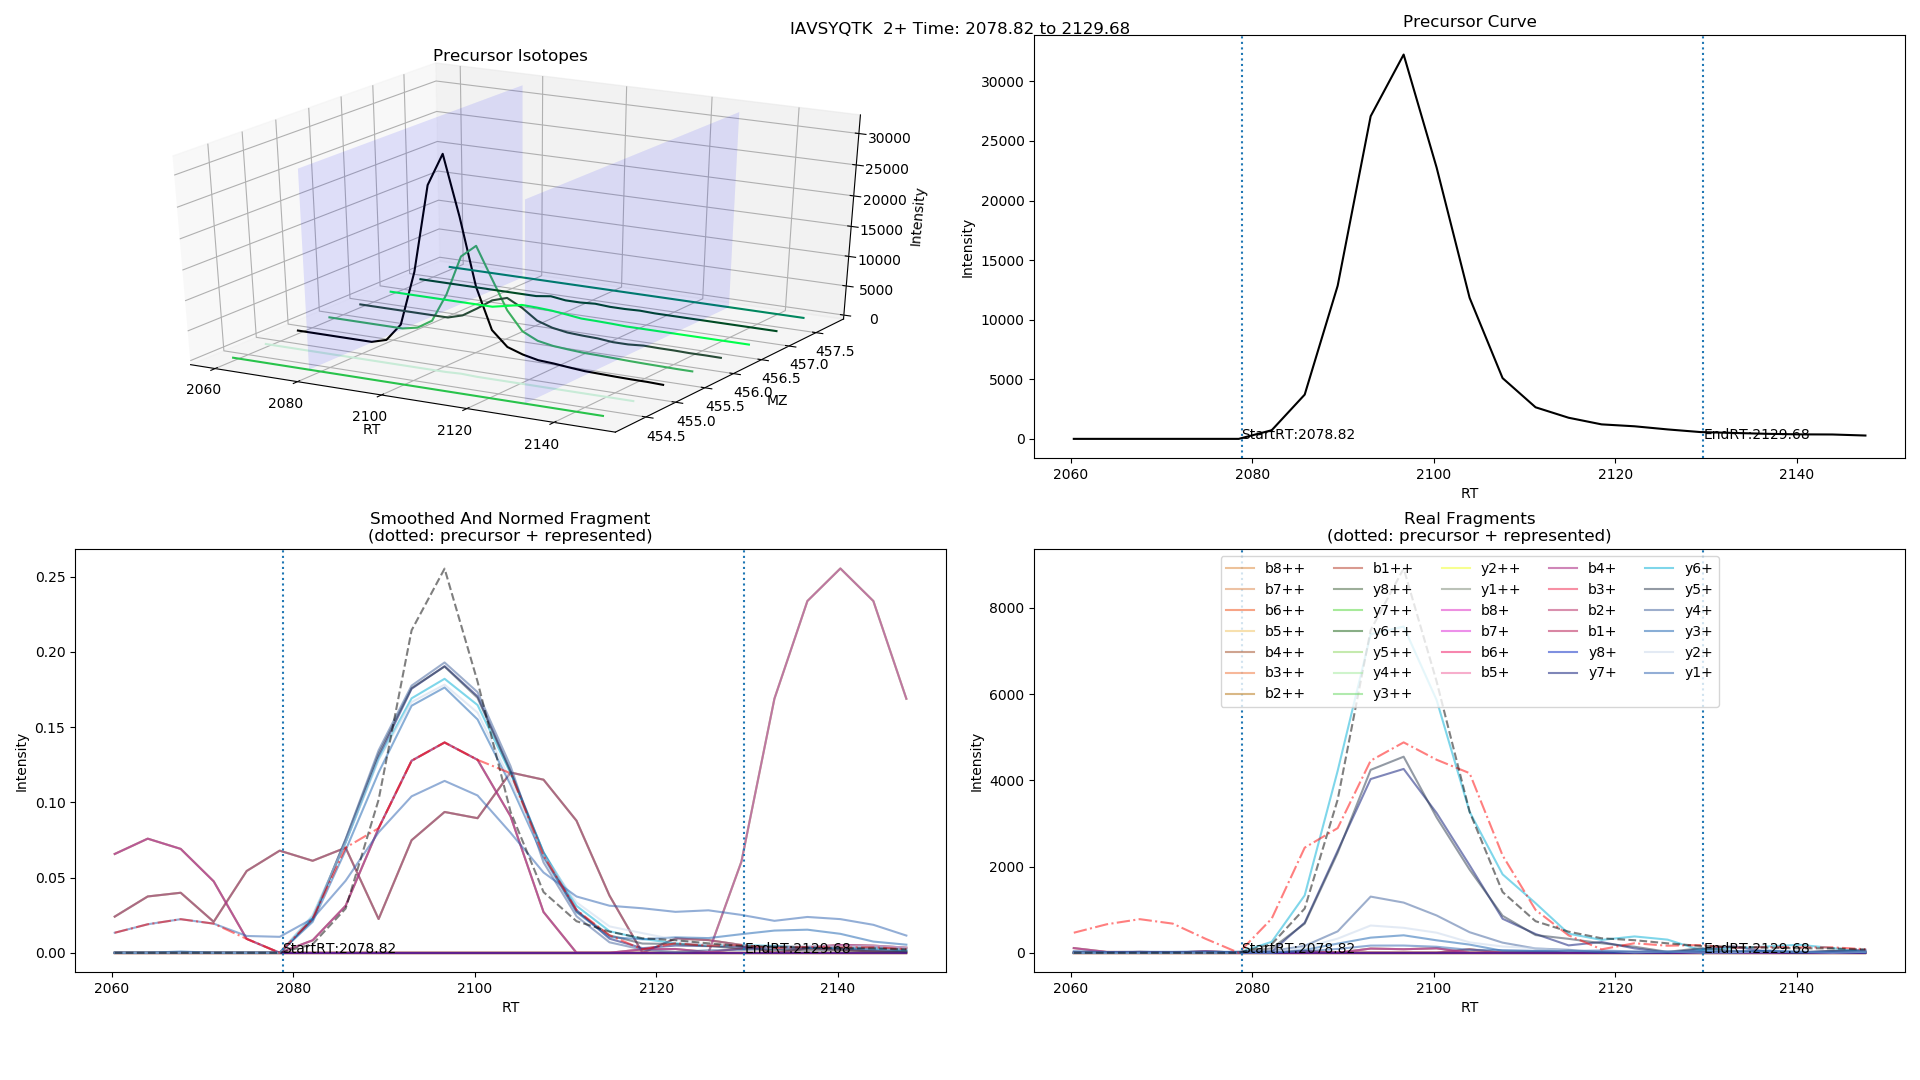 IAVSYQTK  2+ Time: 2078.82 to 2129.68
Precursor Isotopes
30000
25000
20000
15000
10000
5000
0
Intensity
2060
2080
2100
2120
2140
RT
454.5
455.0
455.5
456.0
456.5
457.0
457.5
MZ
Precursor Curve
30000
25000
20000
15000
10000
5000
0
Intensity
StartRT:2078.82
EndRT:2129.68
2060
2080
2100
2120
2140
RT
Smoothed And Normed Fragment
(dotted: precursor + represented)
0.25
0.20
0.15
0.10
0.05
0.00
Intensity
StartRT:2078.82
EndRT:2129.68
2060
2080
2100
2120
2140
RT
Real Fragments
(dotted: precursor + represented)
8000
6000
4000
2000
0
Intensity
b8++
b7++
b6++
b5++
b4++
b3++
b2++
b1++
y8++
y7++
y6++
y5++
y4++
y3++
y2++
y1++
b8+
b7+
b6+
b5+
b4+
b3+
b2+
b1+
y8+
y7+
y6+
y5+
y4+
y3+
y2+
y1+
StartRT:2078.82
EndRT:2129.68
2060
2080
2100
2120
2140
RT